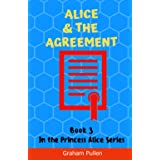 ALICE
& THE
AGREEMENT
Book 3
In the Princess Alice Series
Graham Pullen